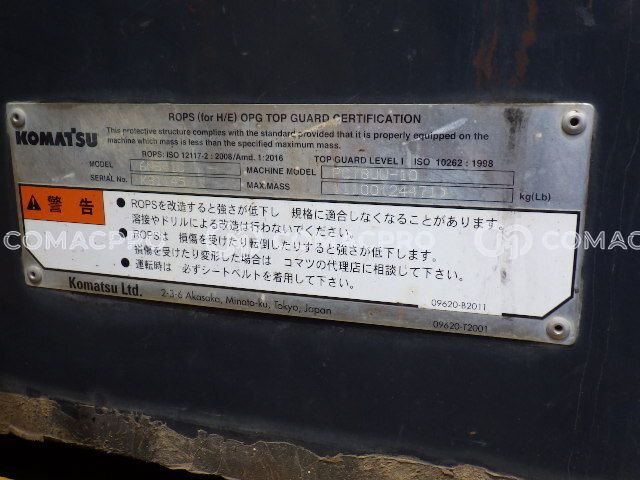 ROPS (for H/E) OPG TOP GUARD CERTIFICATION
KOMATSU
This protective structure complies with the standard provided that it is properly equipped on the
machine which mass is less than the specified maximum mass.
ROPS: ISO 12117-2 : 2008/Amd. 1:2016 TOP GUARD LEVEL I ISO 10262 : 1998
MODEL MACHINE MODEL PC78UU-10
SERIAL No. MAX.MASS kg(Lb)
警告
● ROPSを改造すると強さが低下し 規格に適合しなくなることがあります。
溶接やドリルによる改造は行わないでください。
● ROPSは 損傷を受けたり転倒したりすると強さが低下します。
損傷を受けたり変形した場合は コマツの代理店に相談して下さい。
● 運転時は 必ずシートベルトを着用して下さい。
09620-B2011
Komatsu Ltd. 2-3-6 Akasaka, Minato-ku, Tokyo, Japan
09620-T2001
COMACPRO COMACPRO COMACPRO